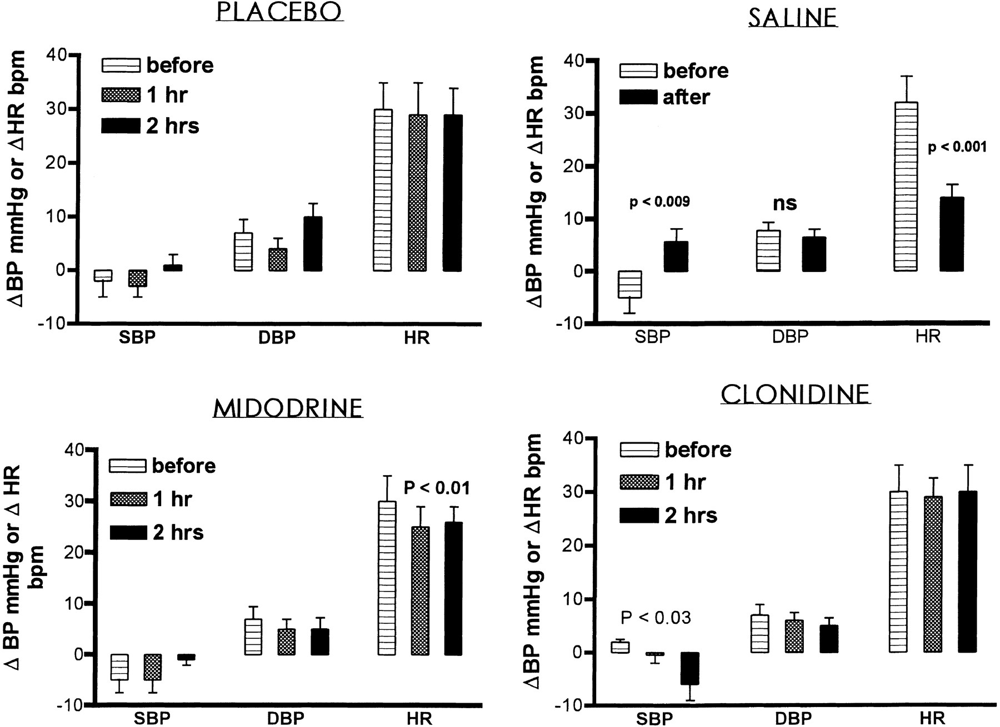 PLACEBO
ΔBP mmHg or ΔHR bpm
40
30
20
10
0
-10
before
1 hr
2 hrs
SBP
DBP
HR
SALINE
ΔBP mmHg or ΔHR bpm
40
30
20
10
0
-10
before
after
p < 0.009
ns
p < 0.001
SBP
DBP
HR
MIDODRINE
Δ BP mmHg or Δ HR
bpm
40
30
20
10
0
-10
before
1 hr
2 hrs
P < 0.01
SBP
DBP
HR
CLONIDINE
ΔBP mmHg or ΔHR bpm
40
30
20
10
0
-10
before
1 hr
2 hrs
P < 0.03
SBP
DBP
HR